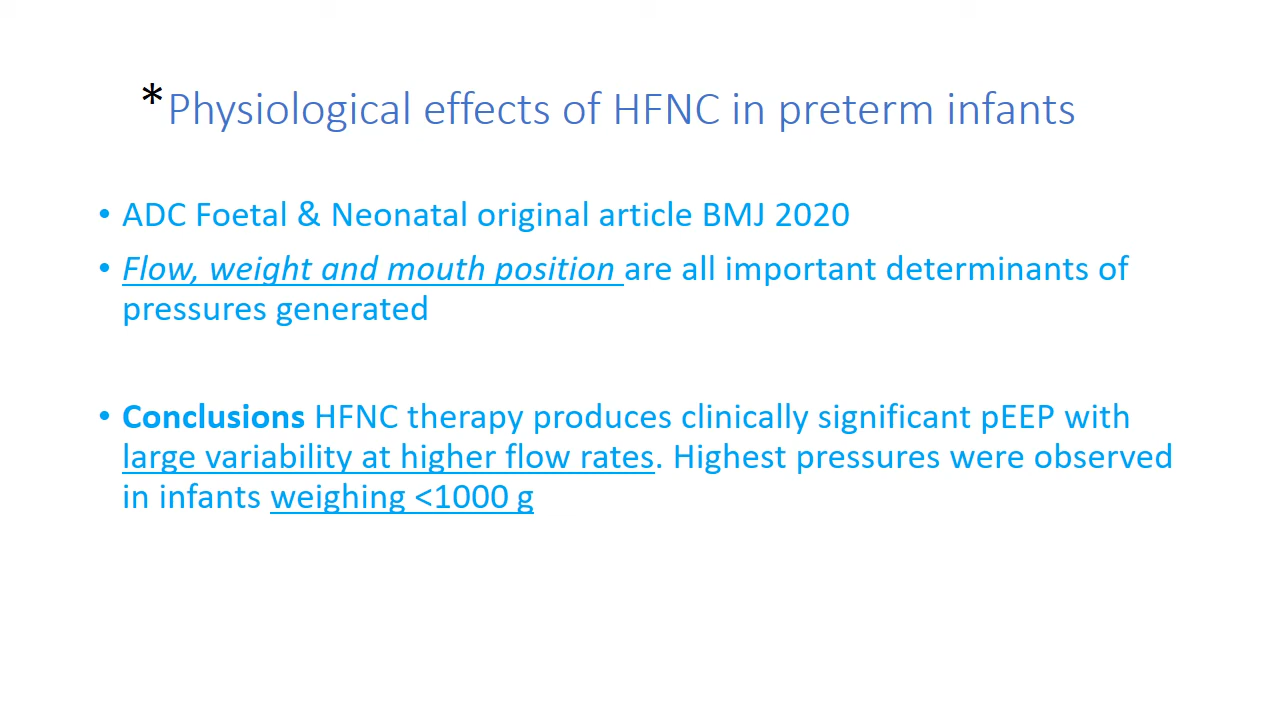 *Physiological effects of HFNC in preterm infants
• ADC Foetal & Neonatal original article BMJ 2020
• Flow, weight and mouth position are all important determinants of
pressures generated
• Conclusions HFNC therapy produces clinically significant pEEP with
large variability at higher flow rates. Highest pressures were observed
in infants weighing <1000 g